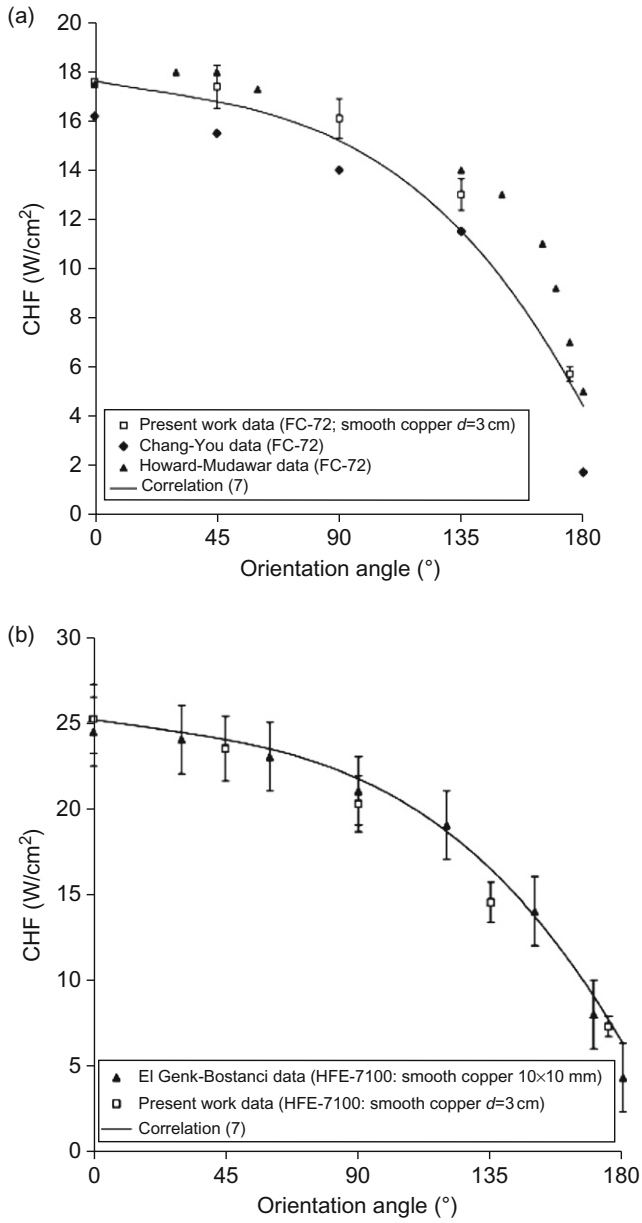 (a)
20
18
16
14
12
10
8
6
4
2
0
CHF (W/cm²)
Present work data (FC-72; smooth copper d=3 cm)
Chang-You data (FC-72)
Howard-Mudawar data (FC-72)
Correlation (7)
0 45 90 135 180
Orientation angle (°)
(b)
30
25
20
15
10
5
0
CHF (W/cm²)
El Genk-Bostanci data (HFE-7100: smooth copper 10×10 mm)
Present work data (HFE-7100: smooth copper d=3 cm)
Correlation (7)
0 45 90 135 180
Orientation angle (°)